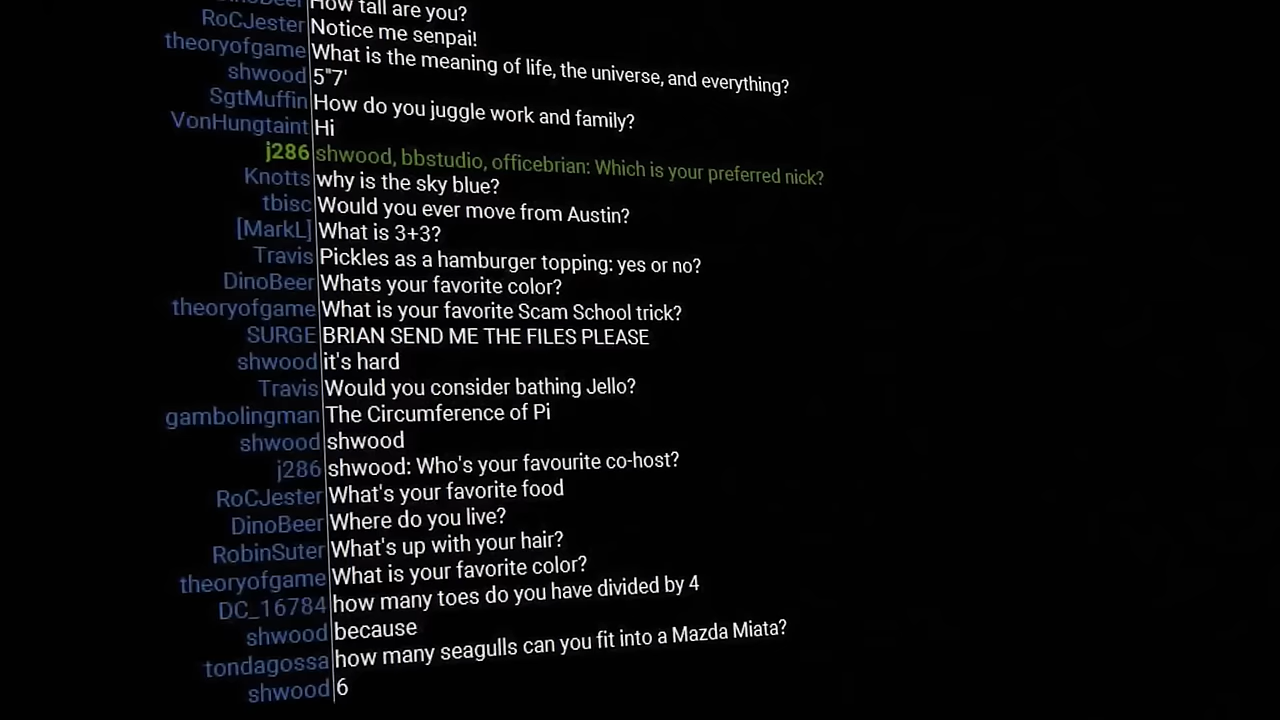 How tall are you?
RoCJester Notice me senpai!
theoryofgame What is the meaning of life, the universe, and everything?
shwood 5"7'
SgtMuffin How do you juggle work and family?
VonHungtaint Hi
j286 shwood, bbstudio, officebrian: Which is your preferred nick?
Knotts why is the sky blue?
tbisc Would you ever move from Austin?
[MarkL] What is 3+3?
Travis Pickles as a hamburger topping: yes or no?
DinoBeer Whats your favorite color?
theoryofgame What is your favorite Scam School trick?
SURGE BRIAN SEND ME THE FILES PLEASE
shwood it's hard
Travis Would you consider bathing Jello?
gambolingman The Circumference of Pi
shwood shwood
j286 shwood: Who's your favourite co-host?
RoCJester What's your favorite food
DinoBeer Where do you live?
RobinSuter What's up with your hair?
theoryofgame What is your favorite color?
DC_16784 how many toes do you have divided by 4
shwood because
tondagossa how many seagulls can you fit into a Mazda Miata?
shwood 6